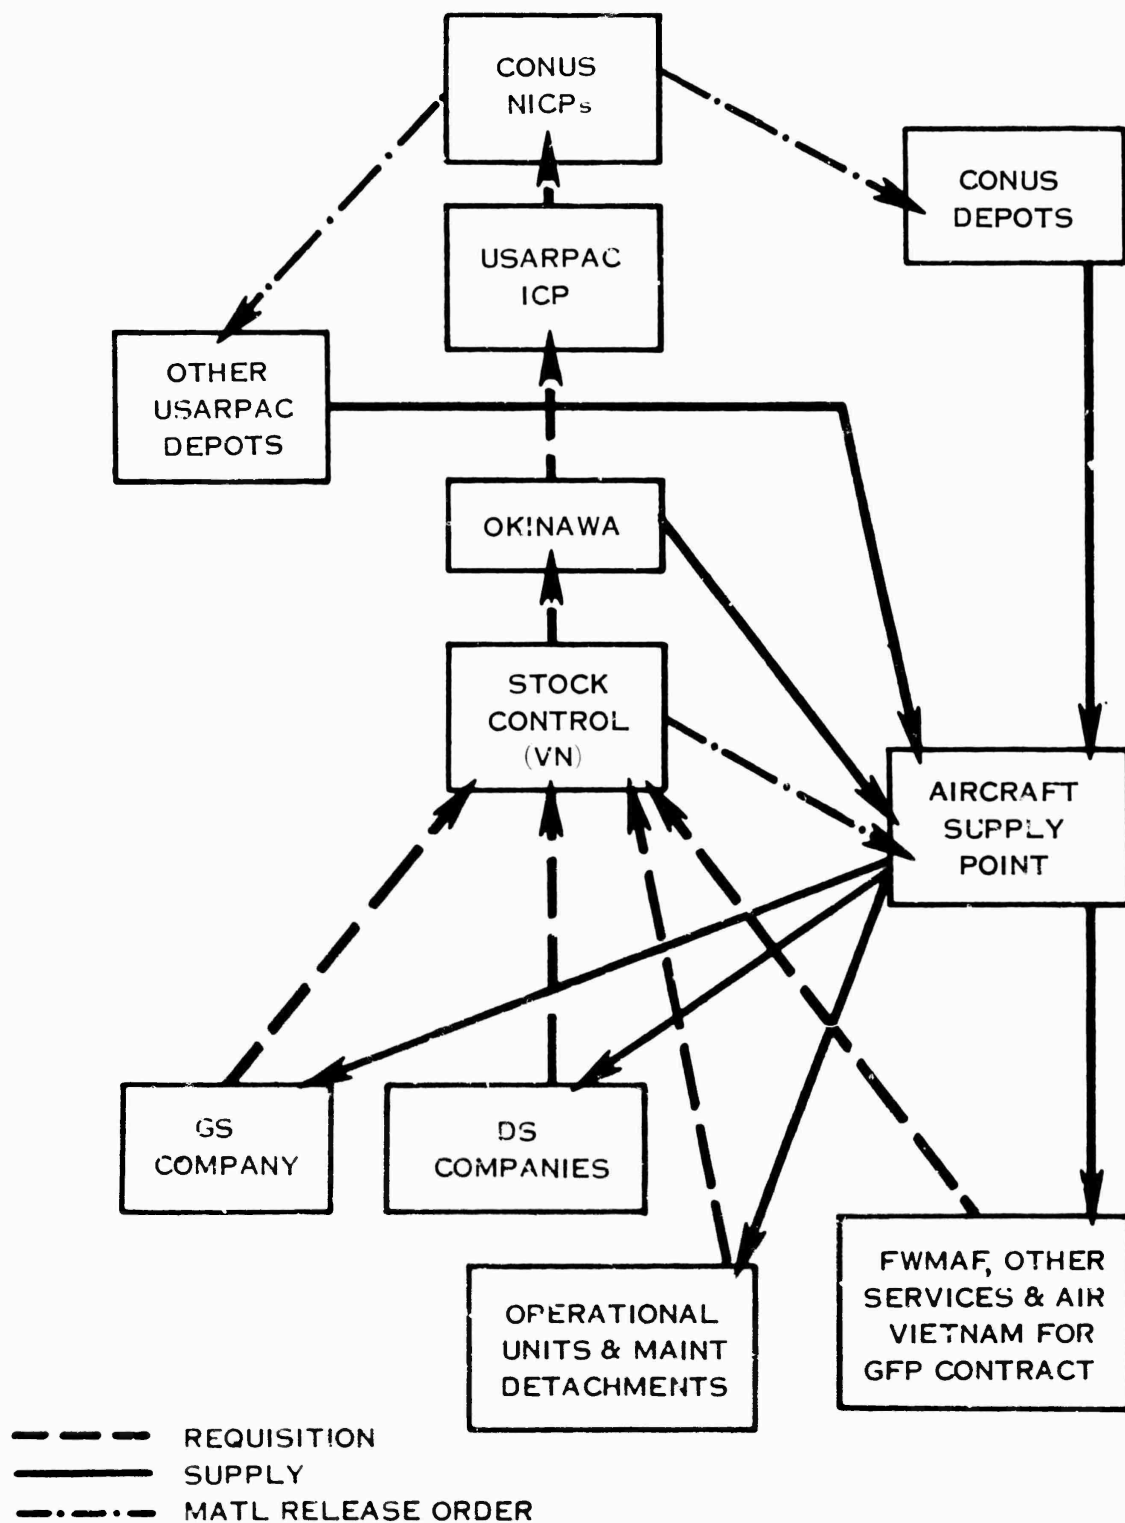 CONUS
NICPs
CONUS
DEPOTS
USARPAC
ICP
OTHER
USARPAC
DEPOTS
OKINAWA
STOCK
CONTROL
(VN)
AIRCRAFT
SUPPLY
POINT
GS
COMPANY
DS
COMPANIES
OPERATIONAL
UNITS & MAINT
DETACHMENTS
FWMAF, OTHER
SERVICES & AIR
VIETNAM FOR
GFP CONTRACT
REQUISITION
SUPPLY
MATL RELEASE ORDER